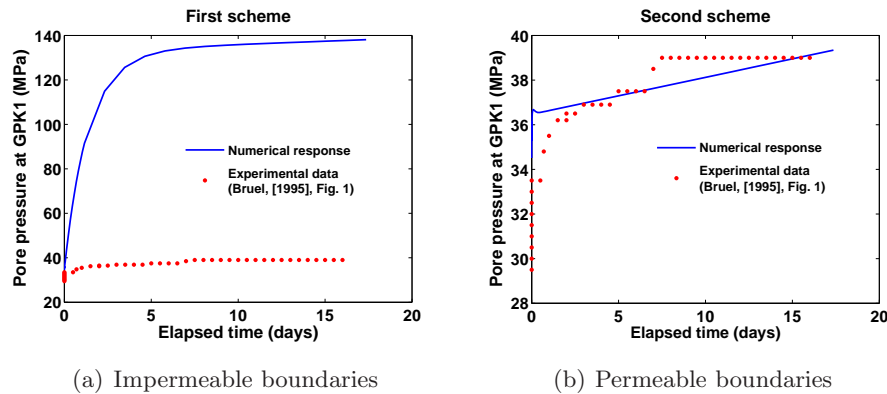 First scheme
Pore pressure at GPK1 (MPa)
140
120
100
80
60
40
20
Numerical response
Experimental data
(Bruel, [1995], Fig. 1)
0 5 10 15 20
Elapsed time (days)
(a) Impermeable boundaries
Second scheme
Pore pressure at GPK1 (MPa)
40
38
36
34
32
30
28
Numerical response
Experimental data
(Bruel, [1995], Fig. 1)
0 5 10 15 20
Elapsed time (days)
(b) Permeable boundaries